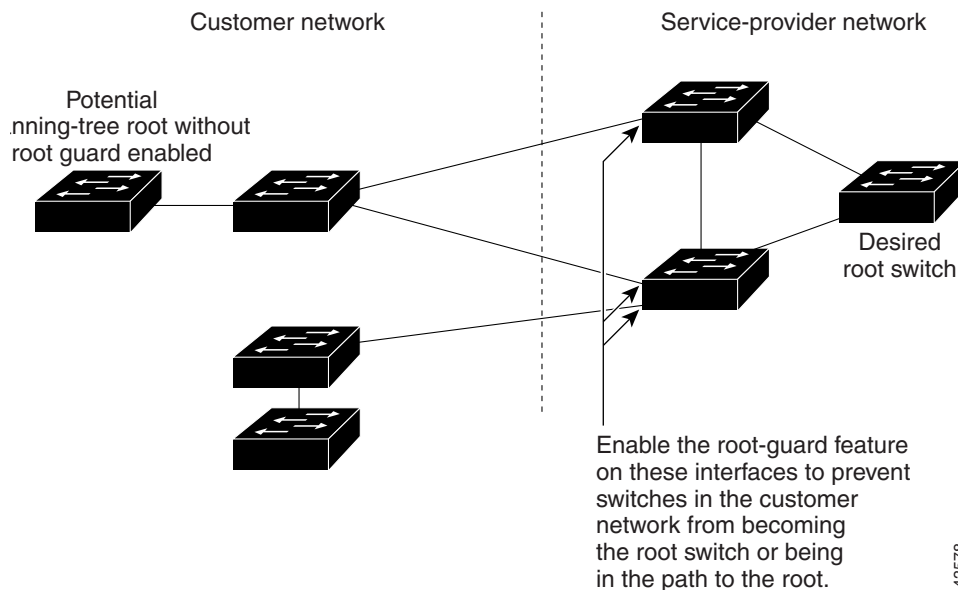 Customer network
Service-provider network
Potential
nning-tree root without
root guard enabled
Desired
root switch
Enable the root-guard feature
on these interfaces to prevent
switches in the customer
network from becoming
the root switch or being
in the path to the root.